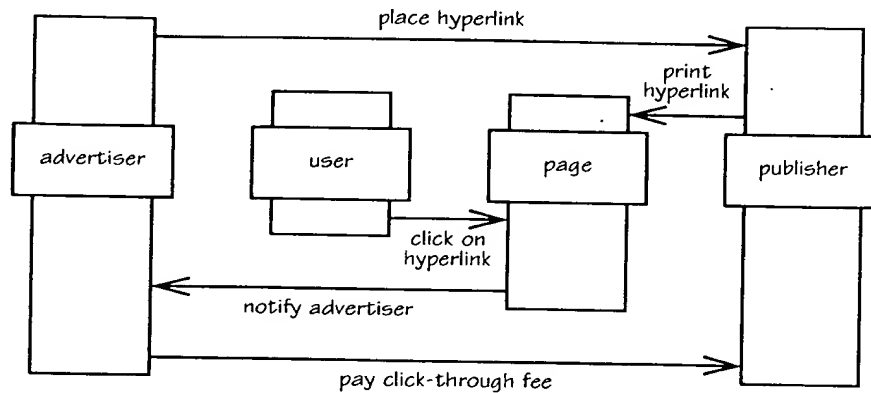 place hyperlink
print
hyperlink
advertiser
user
page
publisher
click on
hyperlink
notify advertiser
pay click-through fee